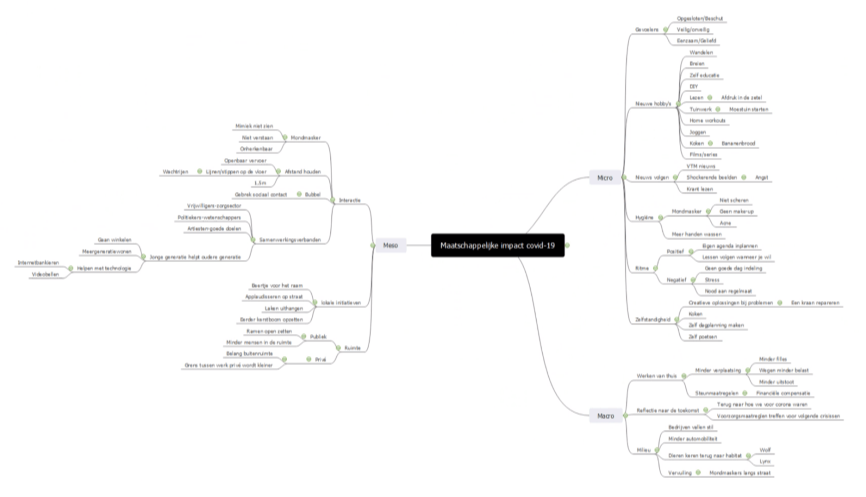 Maatschappelijke impact covid-19
Micro
Gevoelens
Opgesloten/Beschut
Veilig/onveilig
Eenzaam/Geliefd
Nieuwe hobby's
Wandelen
Breien
Zelf educatie
DIY
Lezen
Afdruk in de zetel
Tuinwerk
Moestuin starten
Home workouts
Joggen
Koken
Bananenbrood
Films/series
Nieuws volgen
VTM nieuws
Shockerende beelden
Angst
Krant lezen
Hygiëne
Mondmasker
Niet scheren
Geen make-up
Acne
Meer handen wassen
Ritme
Positief
Eigen agenda inplannen
Lessen volgen wanneer je wil
Negatief
Geen goede dag indeling
Stress
Nood aan regelmaat
Zelfstandigheid
Creatieve oplossingen bij problemen
Een kraan repareren
Koken
Zelf dagplanning maken
Zelf poetsen
Meso
Interactie
Mondmasker
Mimiek niet zien
Niet verstaan
Onherkenbaar
Afstand houden
Openbaar vervoer
Lijnen/stippen op de vloer
Wachtrijen
1,5m
Bubbel
Gebrek sociaal contact
Samenwerkingsverbanden
Vrijwilligers-zorgsector
Politiekers-wetenschappers
Artiesten-goede doelen
Jonge generatie helpt oudere generatie
Gaan winkelen
Meergeneratiewonen
Helpen met technologie
Internetbankieren
Videobellen
lokale initiatieven
Beertje voor het raam
Applaudisseren op straat
Laken uithangen
Eerder kerstboom opzetten
Ruimte
Publiek
Ramen open zetten
Minder mensen in de ruimte
Privé
Belang buitenruimte
Grens tussen werk privé wordt kleiner
Macro
Werken van thuis
Minder verplaatsing
Minder files
Wegen minder belast
Minder uitstoot
Steunmaatregelen
Financiële compensatie
Reflectie naar de toekomst
Terug naar hoe we voor corona waren
Voorzorgsmaatreglen treffen voor volgende crisissen
Milieu
Bedrijven vallen stil
Minder automobiliteit
Dieren keren terug naar habitat
Wolf
Lynx
Vervuiling
Mondmaskers langs straat